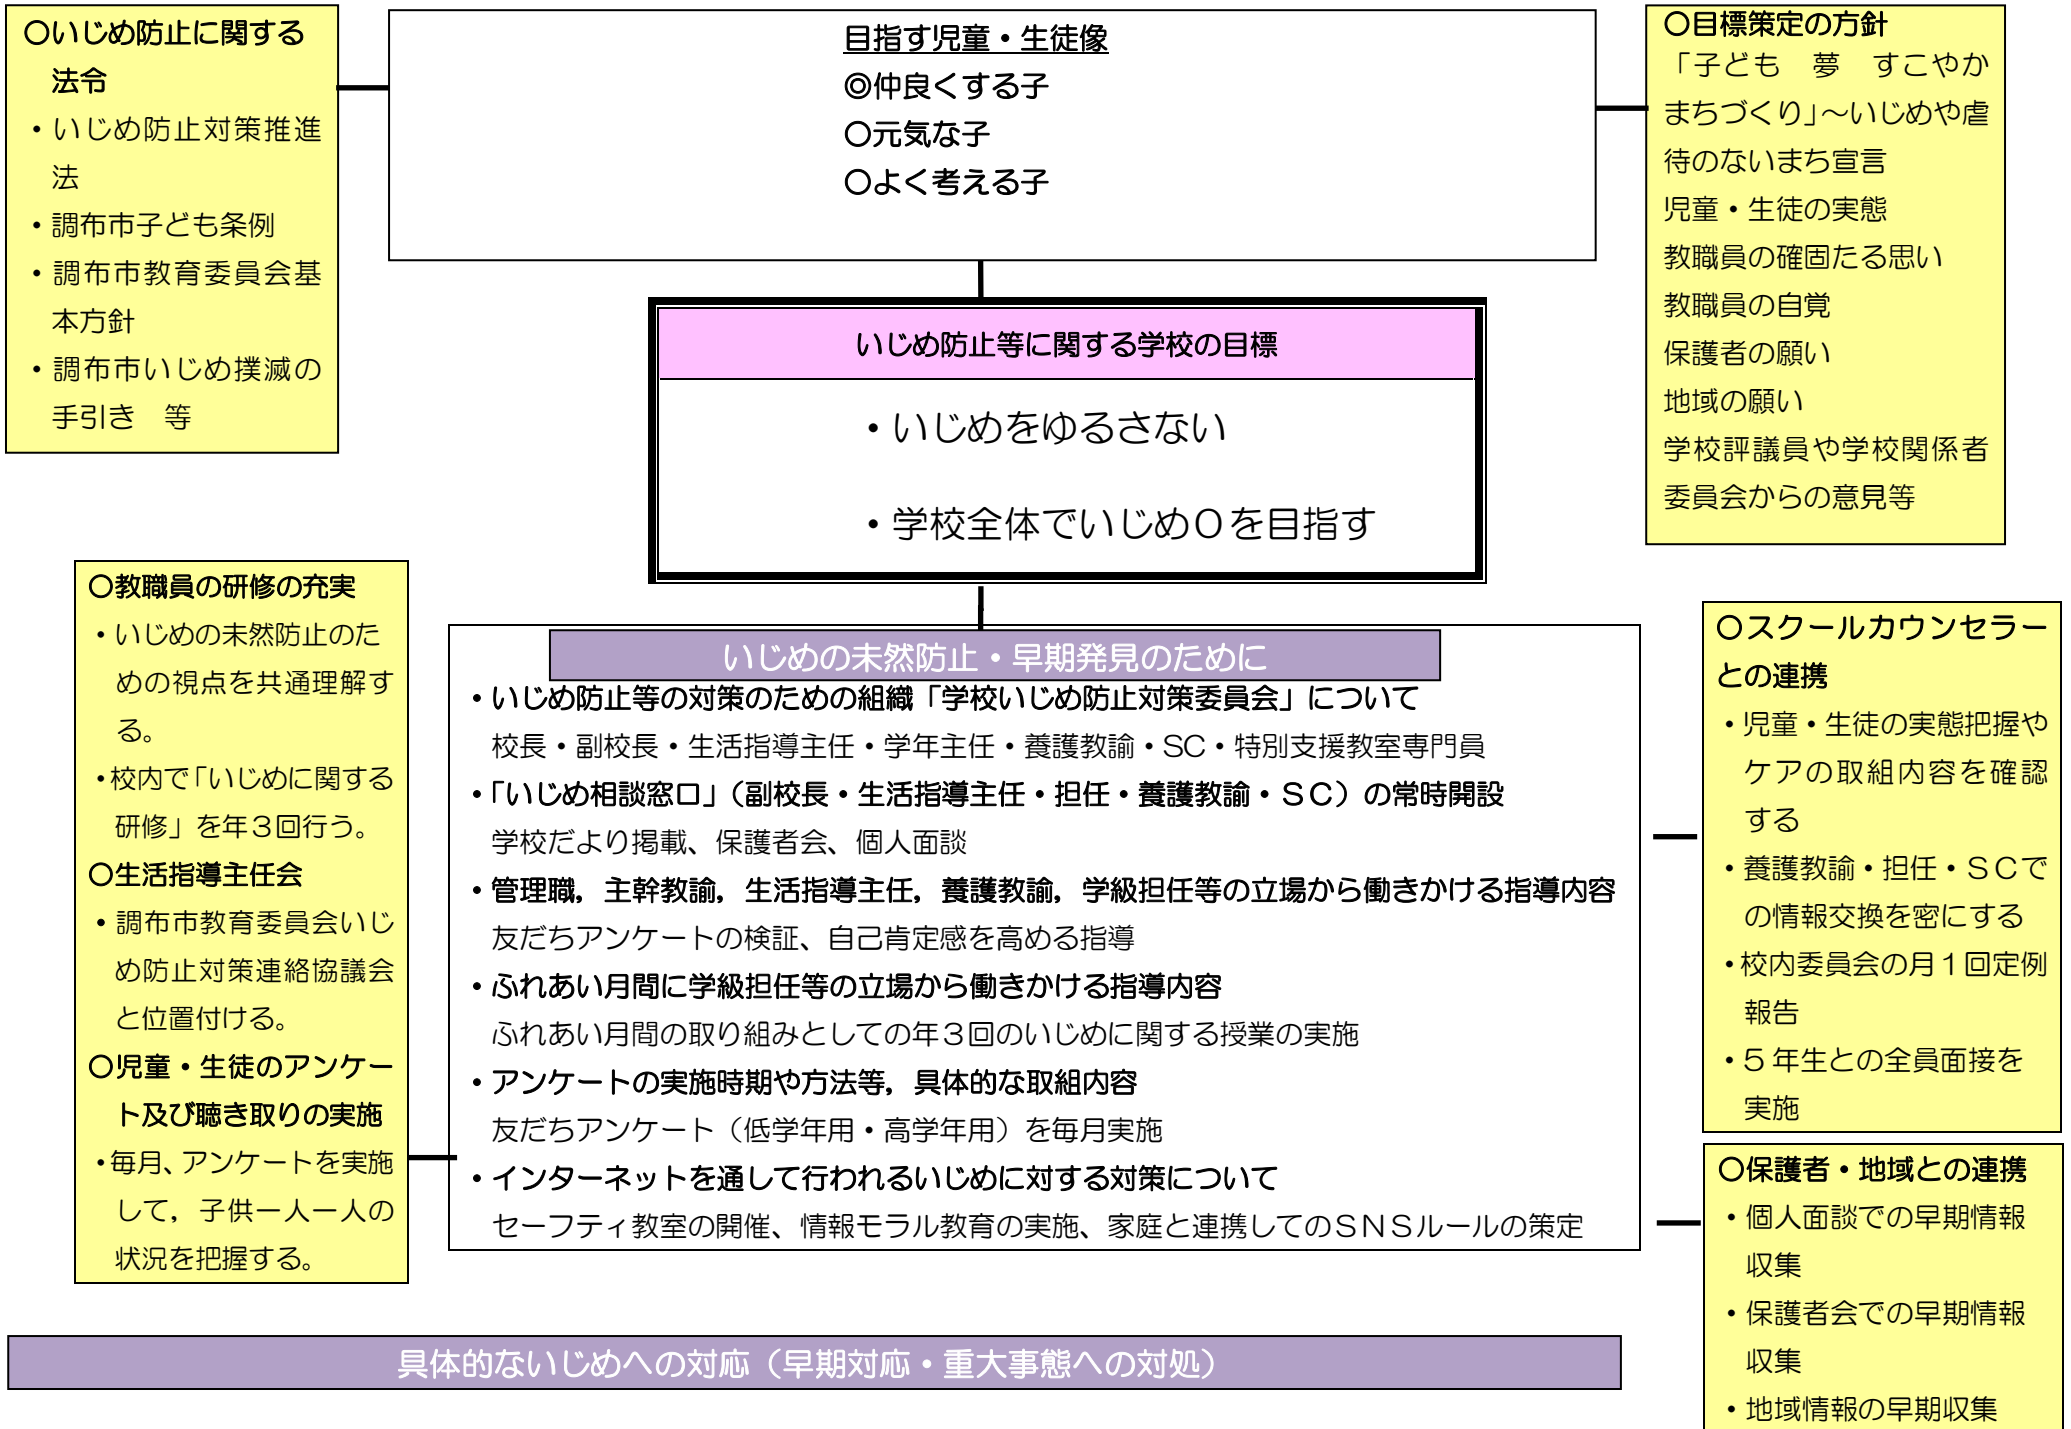 〇いじめ防止に関する
法令
・いじめ防止対策推進
法
・調布市子ども条例
・調布市教育委員会基
本方針
・調布市いじめ撲滅の
手引き　等
目指す児童・生徒像
◎仲良くする子
〇元気な子
〇よく考える子
〇目標策定の方針
「子ども　夢　すこやか
まちづくり」～いじめや虐
待のないまち宣言
児童・生徒の実態
教職員の確固たる思い
教職員の自覚
保護者の願い
地域の願い
学校評議員や学校関係者
委員会からの意見等
いじめ防止等に関する学校の目標
・いじめをゆるさない
・学校全体でいじめ０を目指す
〇教職員の研修の充実
・いじめの未然防止のた
めの視点を共通理解す
る。
・校内で「いじめに関する
研修」を年３回行う。
〇生活指導主任会
・調布市教育委員会いじ
め防止対策連絡協議会
と位置付ける。
〇児童・生徒のアンケー
ト及び聴き取りの実施
・毎月、アンケートを実施
して，子供一人一人の
状況を把握する。
いじめの未然防止・早期発見のために
・いじめ防止等の対策のための組織「学校いじめ防止対策委員会」について
校長・副校長・生活指導主任・学年主任・養護教諭・SC・特別支援教室専門員
・「いじめ相談窓口」（副校長・生活指導主任・担任・養護教諭・ＳＣ）の常時開設
学校だより掲載、保護者会、個人面談
・管理職，主幹教諭，生活指導主任，養護教諭，学級担任等の立場から働きかける指導内容
友だちアンケートの検証、自己肯定感を高める指導
・ふれあい月間に学級担任等の立場から働きかける指導内容
ふれあい月間の取り組みとしての年３回のいじめに関する授業の実施
・アンケートの実施時期や方法等，具体的な取組内容
友だちアンケート（低学年用・高学年用）を毎月実施
・インターネットを通して行われるいじめに対する対策について
セーフティ教室の開催、情報モラル教育の実施、家庭と連携してのＳＮＳルールの策定
〇スクールカウンセラー
との連携
・児童・生徒の実態把握や
ケアの取組内容を確認
する
・養護教諭・担任・ＳＣで
の情報交換を密にする
・校内委員会の月１回定例
報告
・５年生との全員面接を
実施
〇保護者・地域との連携
・個人面談での早期情報
収集
・保護者会での早期情報
収集
・地域情報の早期収集
具体的ないじめへの対応（早期対応・重大事態への対処）